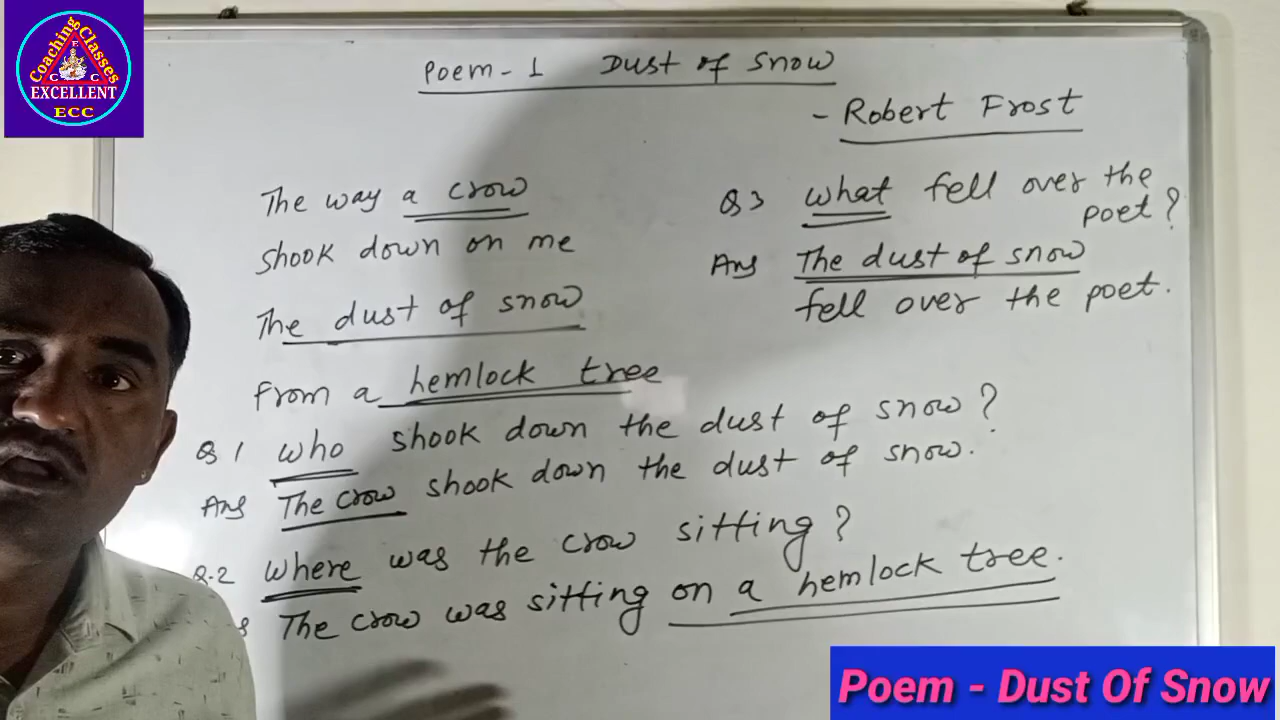 Coaching Classes
E
C C
EXCELLENT
ECC
Poem - 1 Dust of Snow
- Robert Frost
The way a crow
shook down on me
The dust of snow
From a hemlock tree
Q 1 who shook down the dust of snow?
Ans The crow shook down the dust of snow.
Q.2 where was the crow sitting?
s The crow was sitting on a hemlock tree.
Q 3 what fell over the
poet?
Ans The dust of snow
fell over the poet.
Poem - Dust Of Snow